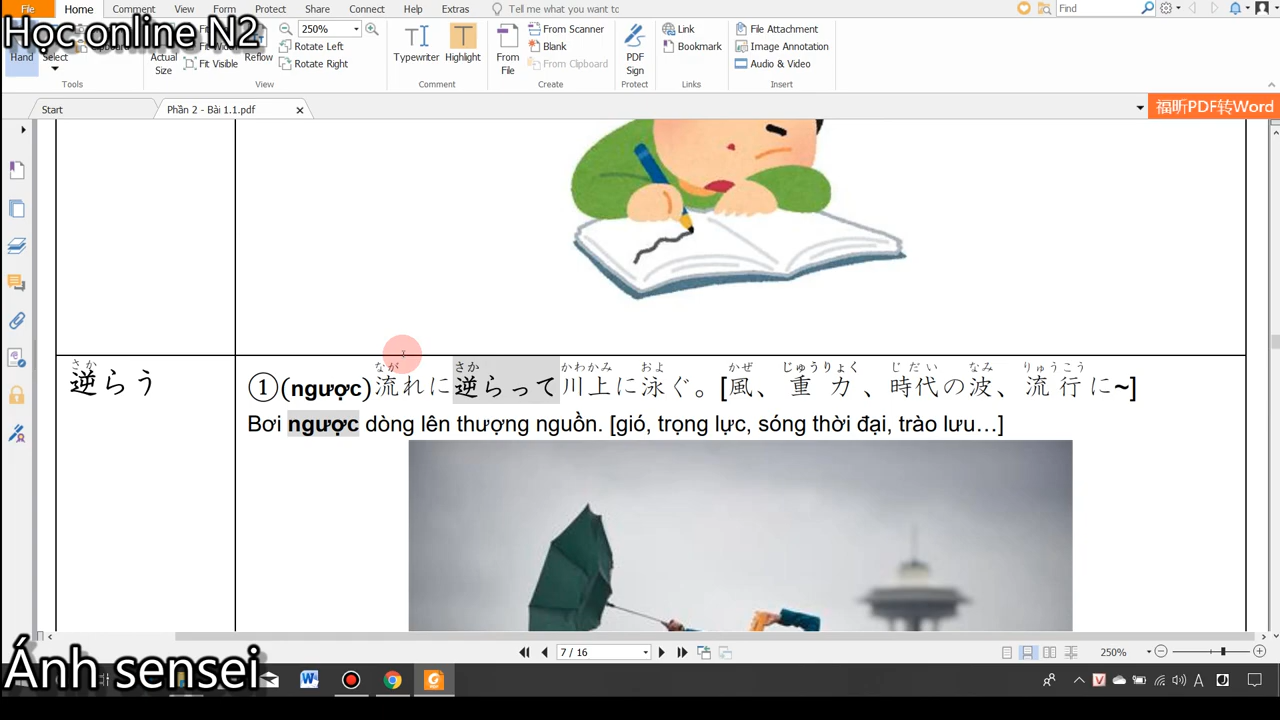 File Home Comment View Form Protect Share Connect Help Extras Tell me what you want tc Find
Học online N2
Hand
Select
Tools
Actual Size
Reflow
Fit Visible
250%
Rotate Left
Rotate Right
View
Typewriter
Highlight
Comment
From File
From Scanner
Blank
From Clipboard
Create
PDF Sign
Protect
Link
Bookmark
Links
File Attachment
Image Annotation
Audio & Video
Insert
Start
Phần 2 - Bài 1.1.pdf
福昕PDF转Word
さか
逆らう
なが さか かわかみ およ かぜ じゅうりょく じだい なみ りゅうこう
①(ngược)流れに逆らって川上に泳ぐ。[風、重力、時代の波、流行に~]
Bơi ngược dòng lên thượng nguồn. [gió, trọng lực, sóng thời đại, trào lưu…]
7 / 16
250%
Ánh sensei